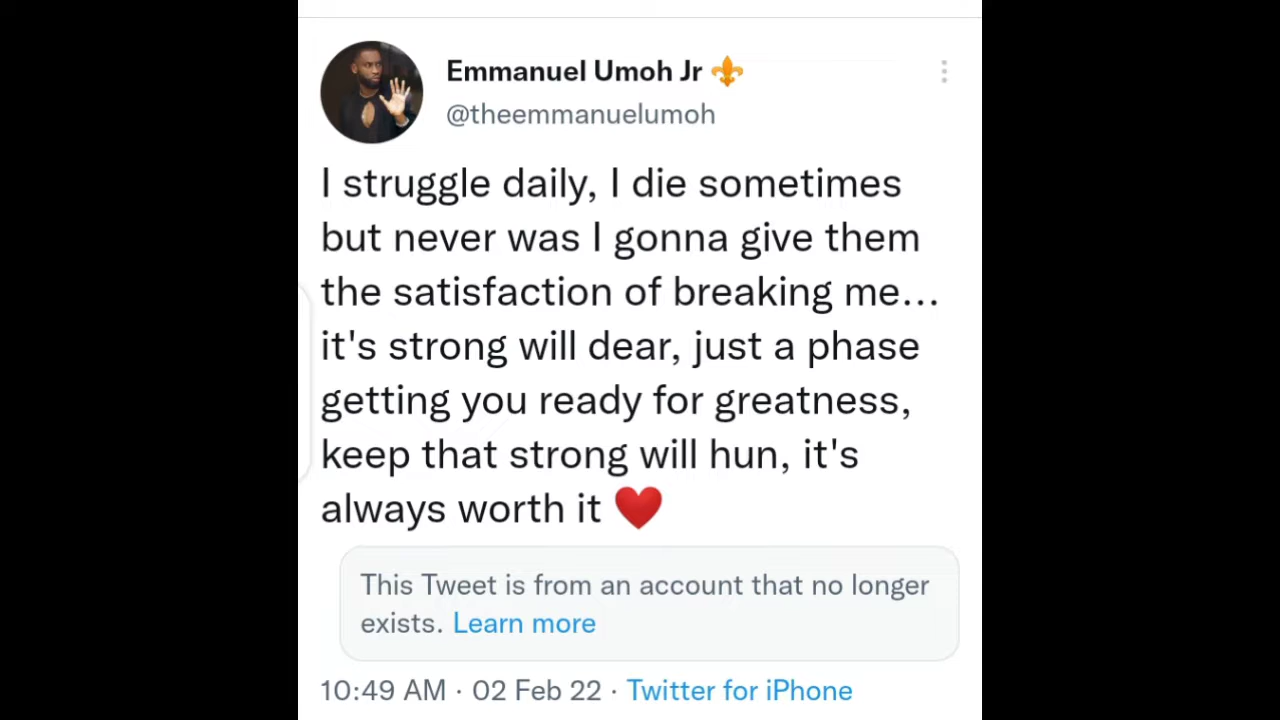 Emmanuel Umoh Jr ⚜️
@theemmanuelumoh
I struggle daily, I die sometimes
but never was I gonna give them
the satisfaction of breaking me...
it's strong will dear, just a phase
getting you ready for greatness,
keep that strong will hun, it's
always worth it ❤️
This Tweet is from an account that no longer
exists. Learn more
10:49 AM · 02 Feb 22 · Twitter for iPhone